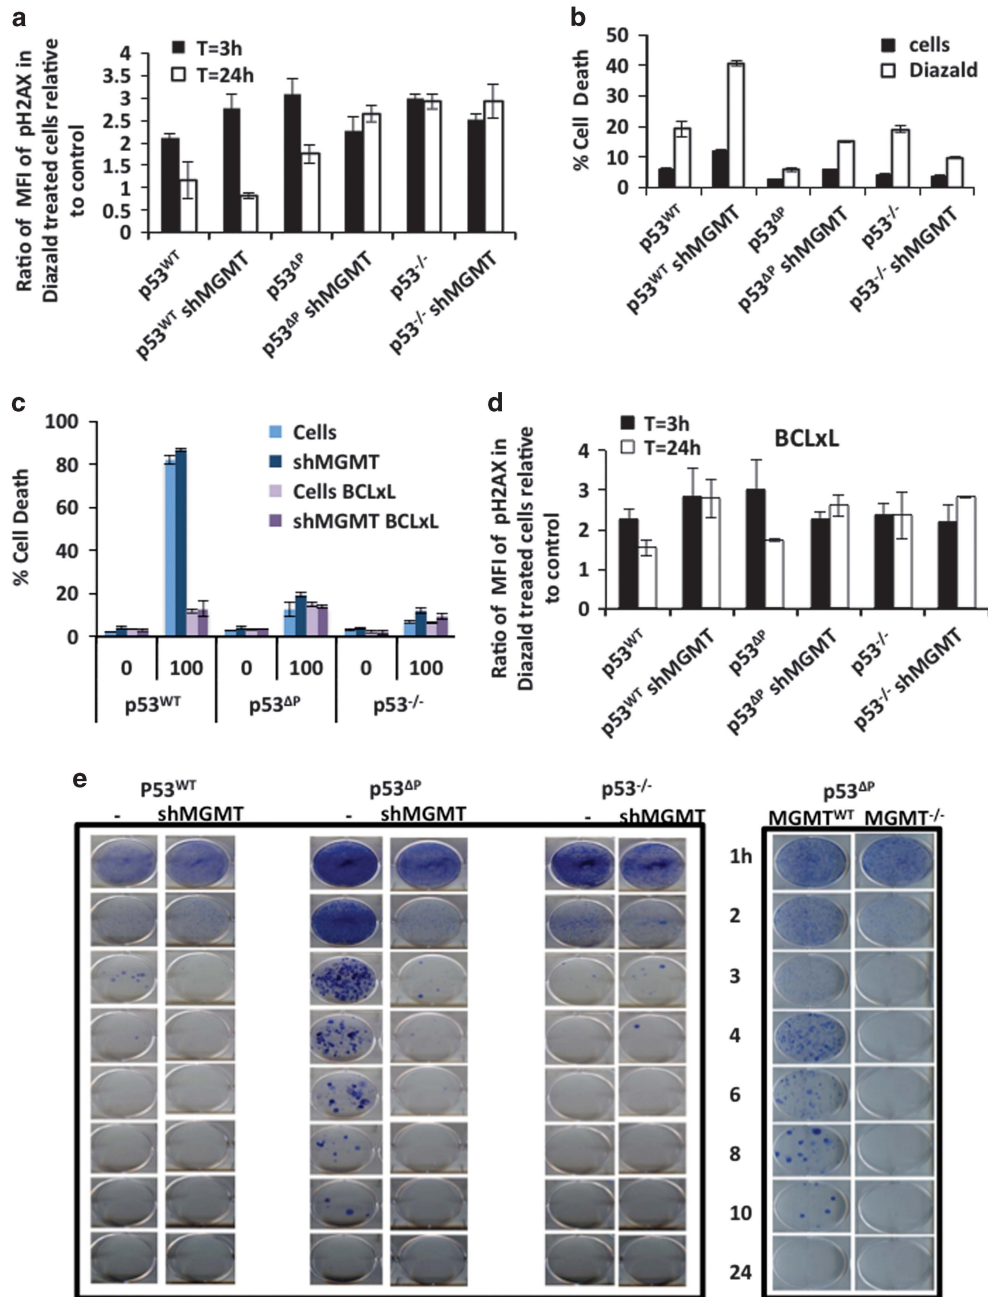 a
Ratio of MFI of pH2AX in
Diazald treated cells relative
to control
T=3h
T=24h
4
3.5
3
2.5
2
1.5
1
0.5
0
p53WT
p53WT shMGMT
p53ΔP
p53ΔP shMGMT
p53-/-
p53-/- shMGMT
b
% Cell Death
cells
Diazald
50
40
30
20
10
0
p53WT
p53WT shMGMT
p53ΔP
p53ΔP shMGMT
p53-/-
p53-/- shMGMT
c
% Cell Death
100
80
60
40
20
0
Cells
shMGMT
Cells BCLxL
shMGMT BCLxL
0 100 0 100 0 100
p53WT p53ΔP p53-/-
d
Ratio of MFI of pH2AX in
Diazald treated cells relative
to control
T=3h
T=24h
BCLxL
4
3
2
1
0
p53WT
p53WT shMGMT
p53ΔP
p53ΔP shMGMT
p53-/-
p53-/- shMGMT
e
P53WT p53ΔP p53-/- p53ΔP
- shMGMT - shMGMT - shMGMT MGMTWT MGMT-/-
1h
2
3
4
6
8
10
24